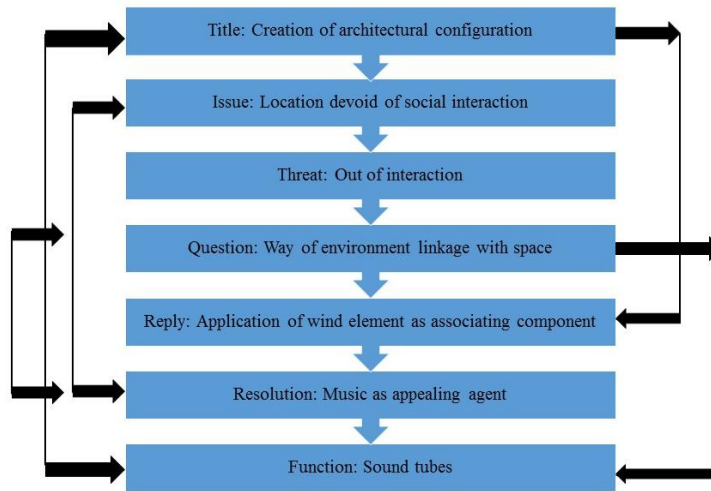 Title: Creation of architectural configuration
Issue: Location devoid of social interaction
Threat: Out of interaction
Question: Way of environment linkage with space
Reply: Application of wind element as associating component
Resolution: Music as appealing agent
Function: Sound tubes